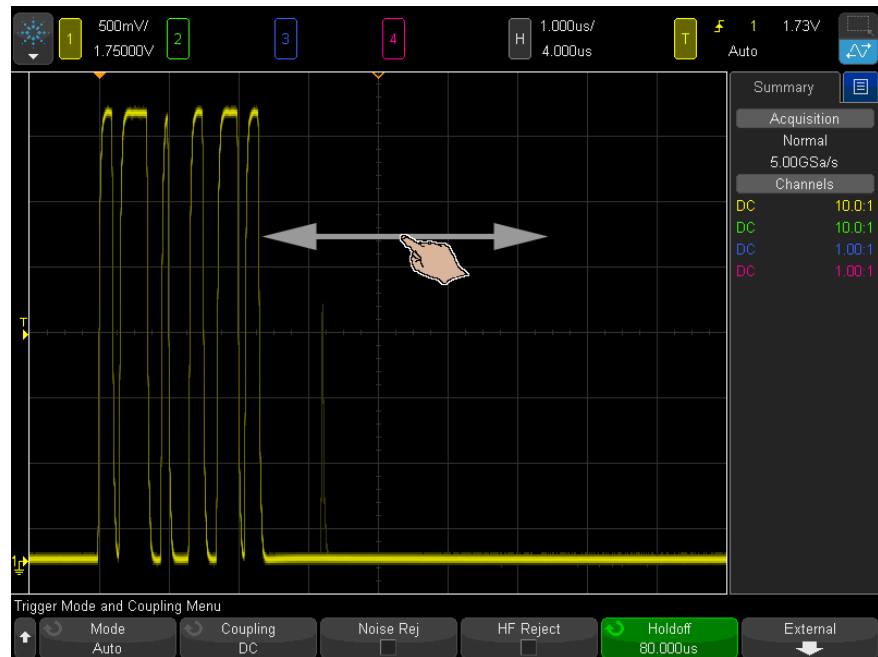 1
500mV/
1.75000V
2
3
4
H
1.000us/
4.000us
T
1
1.73V
Auto
Summary
Acquisition
Normal
5.00GSa/s
Channels
DC 10.0:1
DC 10.0:1
DC 1.00:1
DC 1.00:1
T
1
Trigger Mode and Coupling Menu
Mode
Auto
Coupling
DC
Noise Rej
HF Reject
Holdoff
80.000us
External